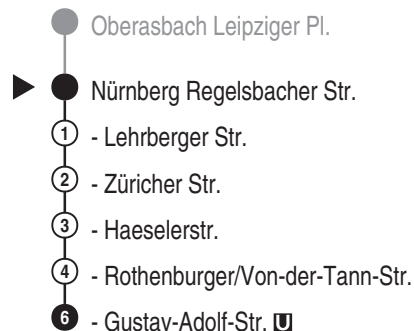 Oberasbach Leipziger Pl.
Nürnberg Regelsbacher Str.
1 - Lehrberger Str.
2 - Züricher Str.
3 - Haeselerstr.
4 - Rothenburger/Von-der-Tann-Str.
6 - Gustav-Adolf-Str. U